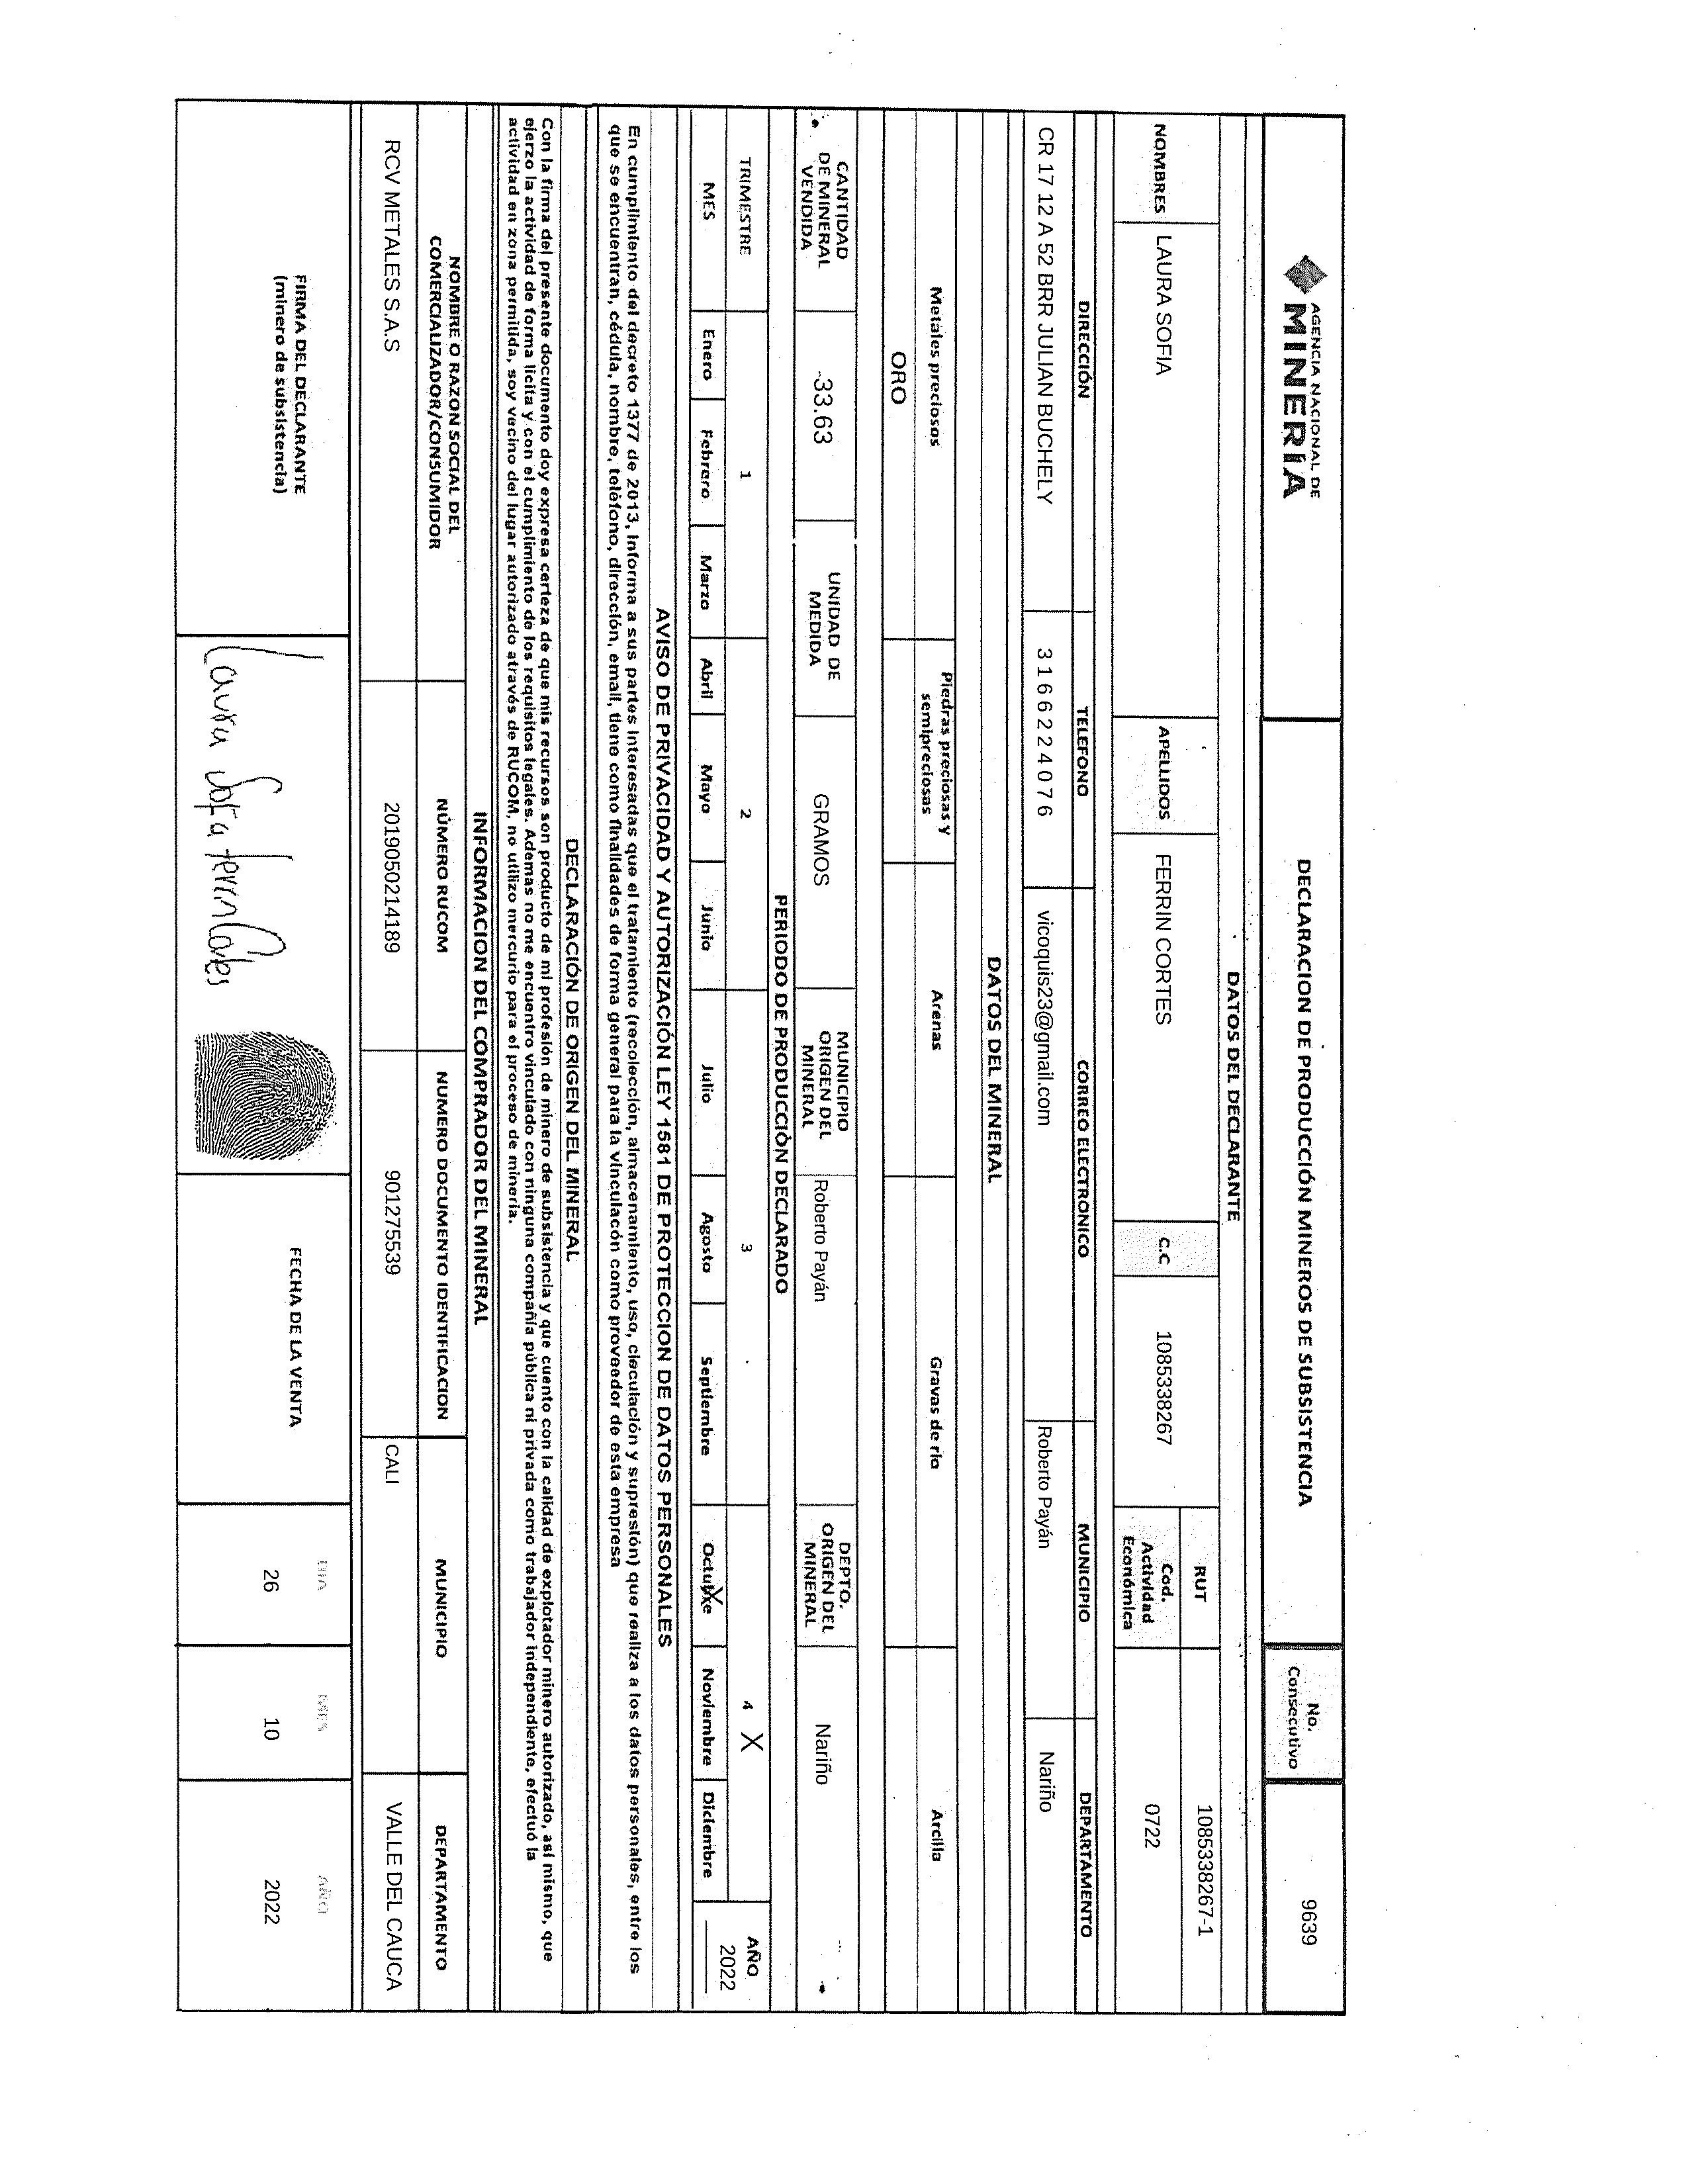 AGENCIA NACIONAL DE
MINERÍA
DECLARACION DE PRODUCCIÓN MINEROS DE SUBSISTENCIA
No.
Consecutivo
9639
DATOS DEL DECLARANTE
NOMBRES
LAURA SOFIA
APELLIDOS
FERRIN CORTES
C.C
1085338267
RUT
1085338267-1
Cod.
Actividad
Económica
0722
DIRECCIÓN
TELEFONO
CORREO ELECTRONICO
MUNICIPIO
DEPARTAMENTO
CR 17 12 A 52 BRR JULIAN BUCHELY
3166224076
vicoquis23@gmail.com
Roberto Payán
Nariño
DATOS DEL MINERAL
Metales preciosos
Piedras preciosas y
semipreciosas
Arenas
Gravas de río
Arcilla
ORO
CANTIDAD
DE MINERAL
VENDIDA
33.63
UNIDAD DE
MEDIDA
GRAMOS
MUNICIPIO
ORIGEN DEL
MINERAL
Roberto Payán
DEPTO.
ORIGEN DEL
MINERAL
Nariño
PERIODO DE PRODUCCIÓN DECLARADO
TRIMESTRE
1
2
3
4 X
AÑO
2022
MES
Enero
Febrero
Marzo
Abril
Mayo
Junio
Julio
Agosto
Septiembre
Octubre X
Noviembre
Diciembre
AVISO DE PRIVACIDAD Y AUTORIZACIÓN LEY 1581 DE PROTECCION DE DATOS PERSONALES
En cumplimiento del decreto 1377 de 2013, Informa a sus partes interesadas que el tratamiento (recolección, almacenamiento, uso, circulación y supresión) que realiza a los datos personales, entre los
que se encuentran, cédula, nombre, teléfono, dirección, email, tiene como finalidades de forma general para la vinculacón como proveedor de esta empresa
DECLARACIÓN DE ORIGEN DEL MINERAL
Con la firma del presente documento doy expresa certeza de que mis recursos son producto de mi profesión de minero de subsistencia y que cuento con la calidad de explotador minero autorizado, así mismo, que
ejerzo la actividad de forma licita y con el cumplimiento de los requisitos legales. Ademas no me encuentro vinculado con ninguna compañía pública ni privada como trabajador independiente, efectuó la
actividad en zona permitida, soy vecino del lugar autorizado através de RUCOM, no utilizo mercurio para el proceso de minería.
INFORMACION DEL COMPRADOR DEL MINERAL
NOMBRE O RAZON SOCIAL DEL
COMERCIALIZADOR/CONSUMIDOR
NÚMERO RUCOM
NUMERO DOCUMENTO IDENTIFICACION
MUNICIPIO
DEPARTAMENTO
RCV METALES S.A.S
201905021 4189
901275539
CALI
VALLE DEL CAUCA
FIRMA DEL DECLARANTE
(minero de subsistencia)
Laura Sofia Ferrin Cortes
FECHA DE LA VENTA
DIA
MES
AÑO
26
10
2022